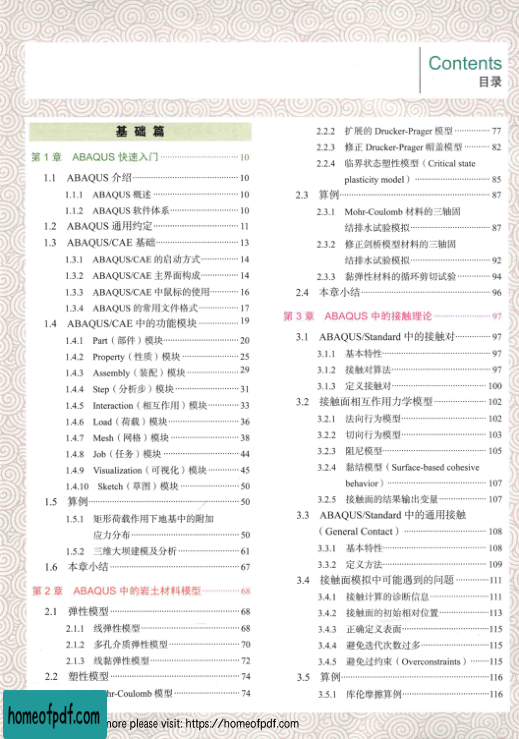 Contents
目录
基 础 篇
第 1 章 ABAQUS 快速入门 10
1.1 ABAQUS 介绍 10
1.1.1 ABAQUS 概述 10
1.1.2 ABAQUS 软件体系 10
1.2 ABAQUS 通用约定 11
1.3 ABAQUS/CAE 基础 13
1.3.1 ABAQUS/CAE 的启动方式 14
1.3.2 ABAQUS/CAE 主界面构成 14
1.3.3 ABAQUS/CAE 中鼠标的使用 16
1.3.4 ABAQUS 的常用文件格式 17
1.4 ABAQUS/CAE 中的功能模块 19
1.4.1 Part（部件）模块 20
1.4.2 Property（性质）模块 25
1.4.3 Assembly（装配）模块 29
1.4.4 Step（分析步）模块 31
1.4.5 Interaction（相互作用）模块 33
1.4.6 Load（荷载）模块 36
1.4.7 Mesh（网格）模块 38
1.4.8 Job（任务）模块 44
1.4.9 Visualization（可视化）模块 45
1.4.10 Sketch（草图）模块 50
1.5 算例 50
1.5.1 矩形荷载作用下地基中的附加
应力分布 50
1.5.2 三维大坝建模及分析 61
1.6 本章小结 67
第 2 章 ABAQUS 中的岩土材料模型 68
2.1 弹性模型 68
2.1.1 线弹性模型 68
2.1.2 多孔介质弹性模型 70
2.1.3 线黏弹性模型 72
2.2 塑性模型 74
hr-Coulomb 模型 74
2.2.2 扩展的 Drucker-Prager 模型 77
2.2.3 修正 Drucker-Prager 帽盖模型 82
2.2.4 临界状态塑性模型（Critical state
plasticity model） 85
2.3 算例 87
2.3.1 Mohr-Coulomb 材料的三轴固
结排水试验模拟 87
2.3.2 修正剑桥模型材料的三轴固
结排水试验模拟 92
2.3.3 黏弹性材料的循环剪切试验 94
2.4 本章小结 96
第 3 章 ABAQUS 中的接触理论 97
3.1 ABAQUS/Standard 中的接触对 97
3.1.1 基本特性 97
3.1.2 接触对算法 97
3.1.3 定义接触对 100
3.2 接触面相互作用力学模型 102
3.2.1 法向行为模型 102
3.2.2 切向行为模型 103
3.2.3 阻尼模型 105
3.2.4 黏结模型（Surface-based cohesive
behavior） 107
3.2.5 接触面的结果输出变量 107
3.3 ABAQUS/Standard 中的通用接触
（General Contact） 108
3.3.1 基本特性 108
3.3.2 定义方法 109
3.4 接触面模拟中可能遇到的问题 111
3.4.1 接触计算的诊断信息 111
3.4.2 接触面的初始相对位置 113
3.4.3 正确定义表面 115
3.4.4 避免迭代次数过多 115
3.4.5 避免过约束（Overconstraints） 115
3.5 算例 116
3.5.1 库伦摩擦算例 116
homeofpdf.com
more please visit: https://homeofpdf.com